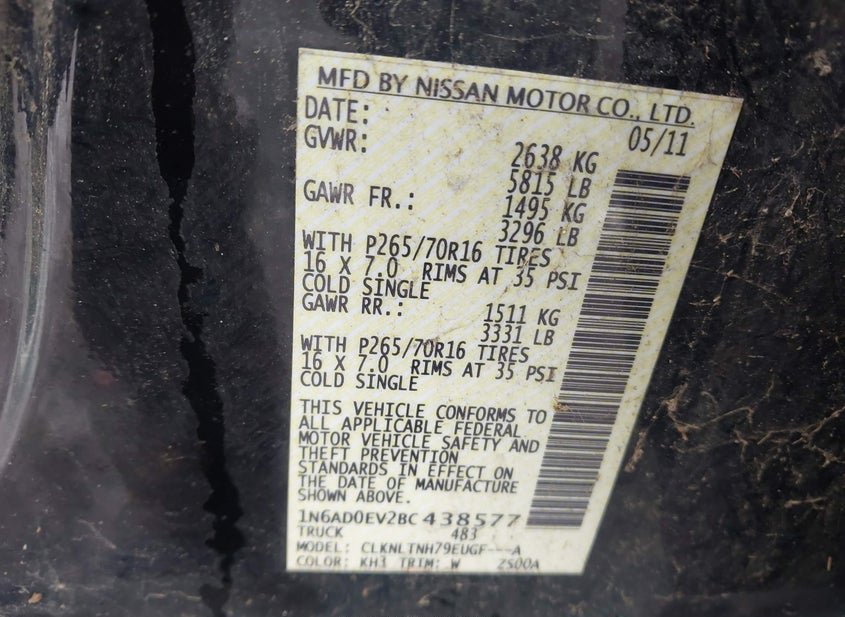 MFD BY NISSAN MOTOR CO., LTD.
DATE: 05/11
GVWR: 2638 KG
5815 LB
GAWR FR.: 1495 KG
3296 LB
WITH P265/70R16 TIRES
16 X 7.0 RIMS AT 35 PSI
COLD SINGLE
GAWR RR.: 1511 KG
3331 LB
WITH P265/70R16 TIRES
16 X 7.0 RIMS AT 35 PSI
COLD SINGLE
THIS VEHICLE CONFORMS TO
ALL APPLICABLE FEDERAL
MOTOR VEHICLE SAFETY AND
THEFT PREVENTION
STANDARDS IN EFFECT ON
THE DATE OF MANUFACTURE
SHOWN ABOVE.
1N6AD0EV2BC438577
TRUCK 483
MODEL: CLKNLTNH79EUGF---A
COLOR: KH3 TRIM: W ZS00A